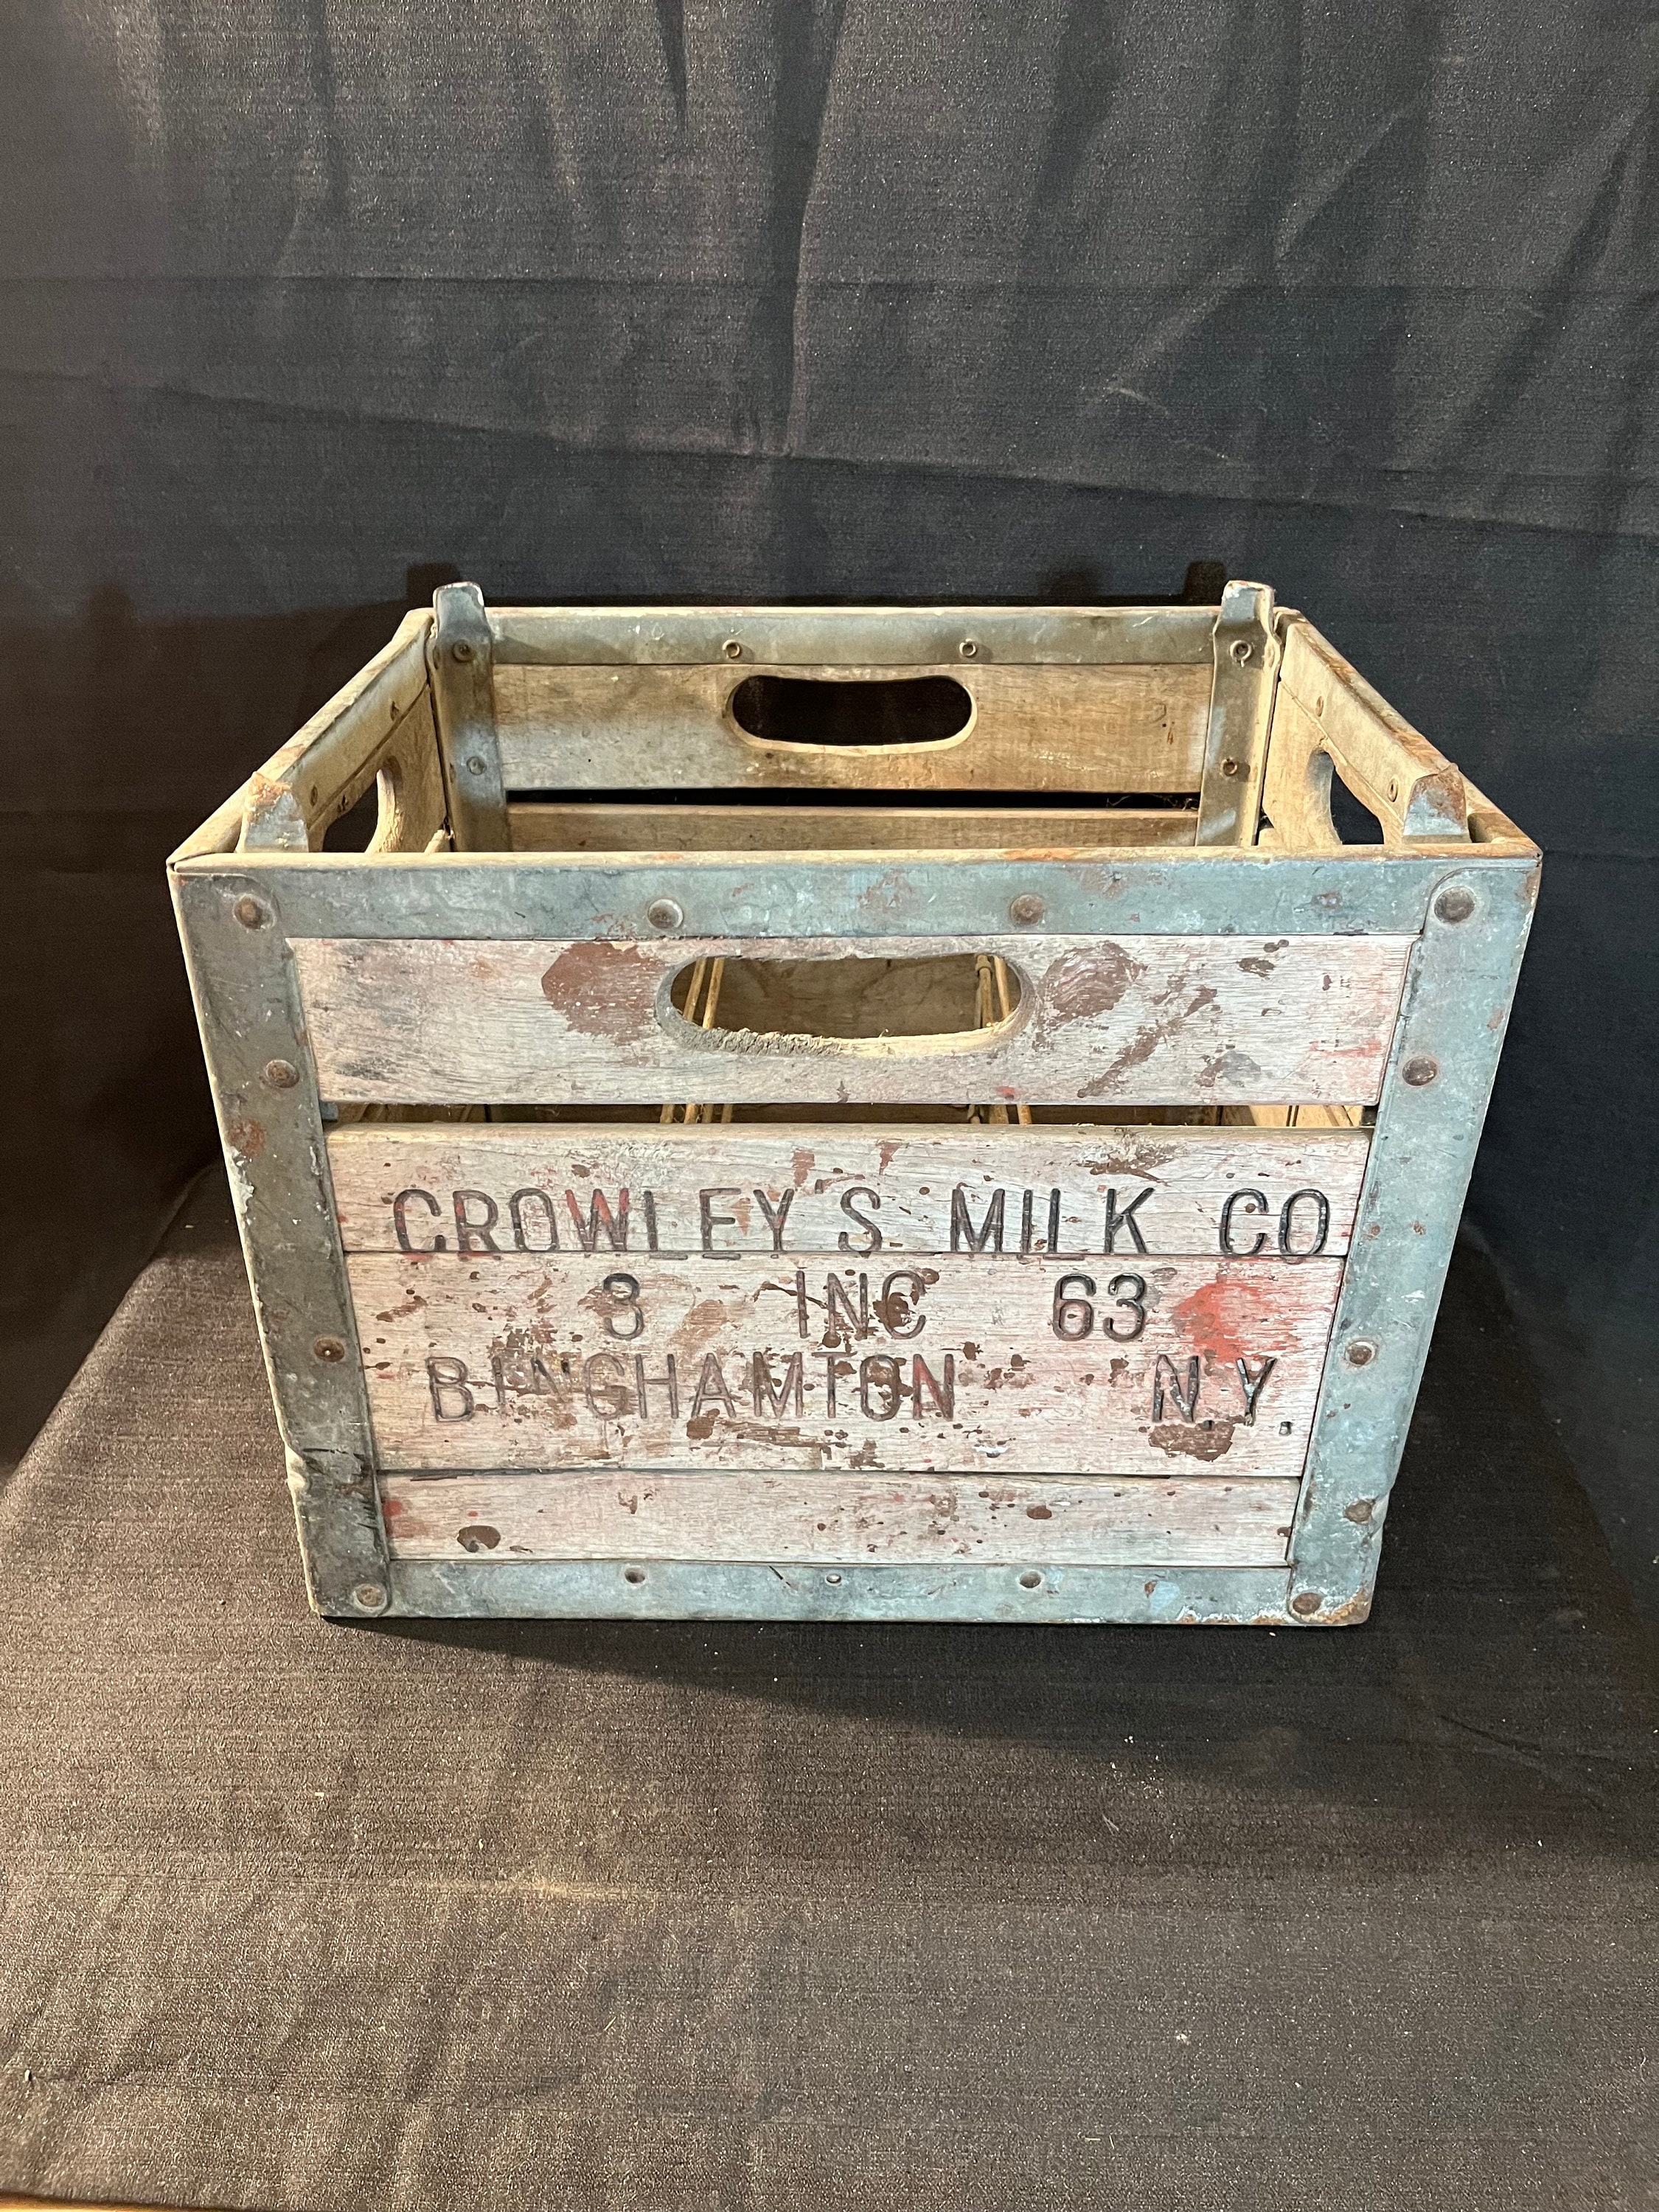 CROWLEY'S MILK CO
3 INC 63
BINGHAMTON N.Y.